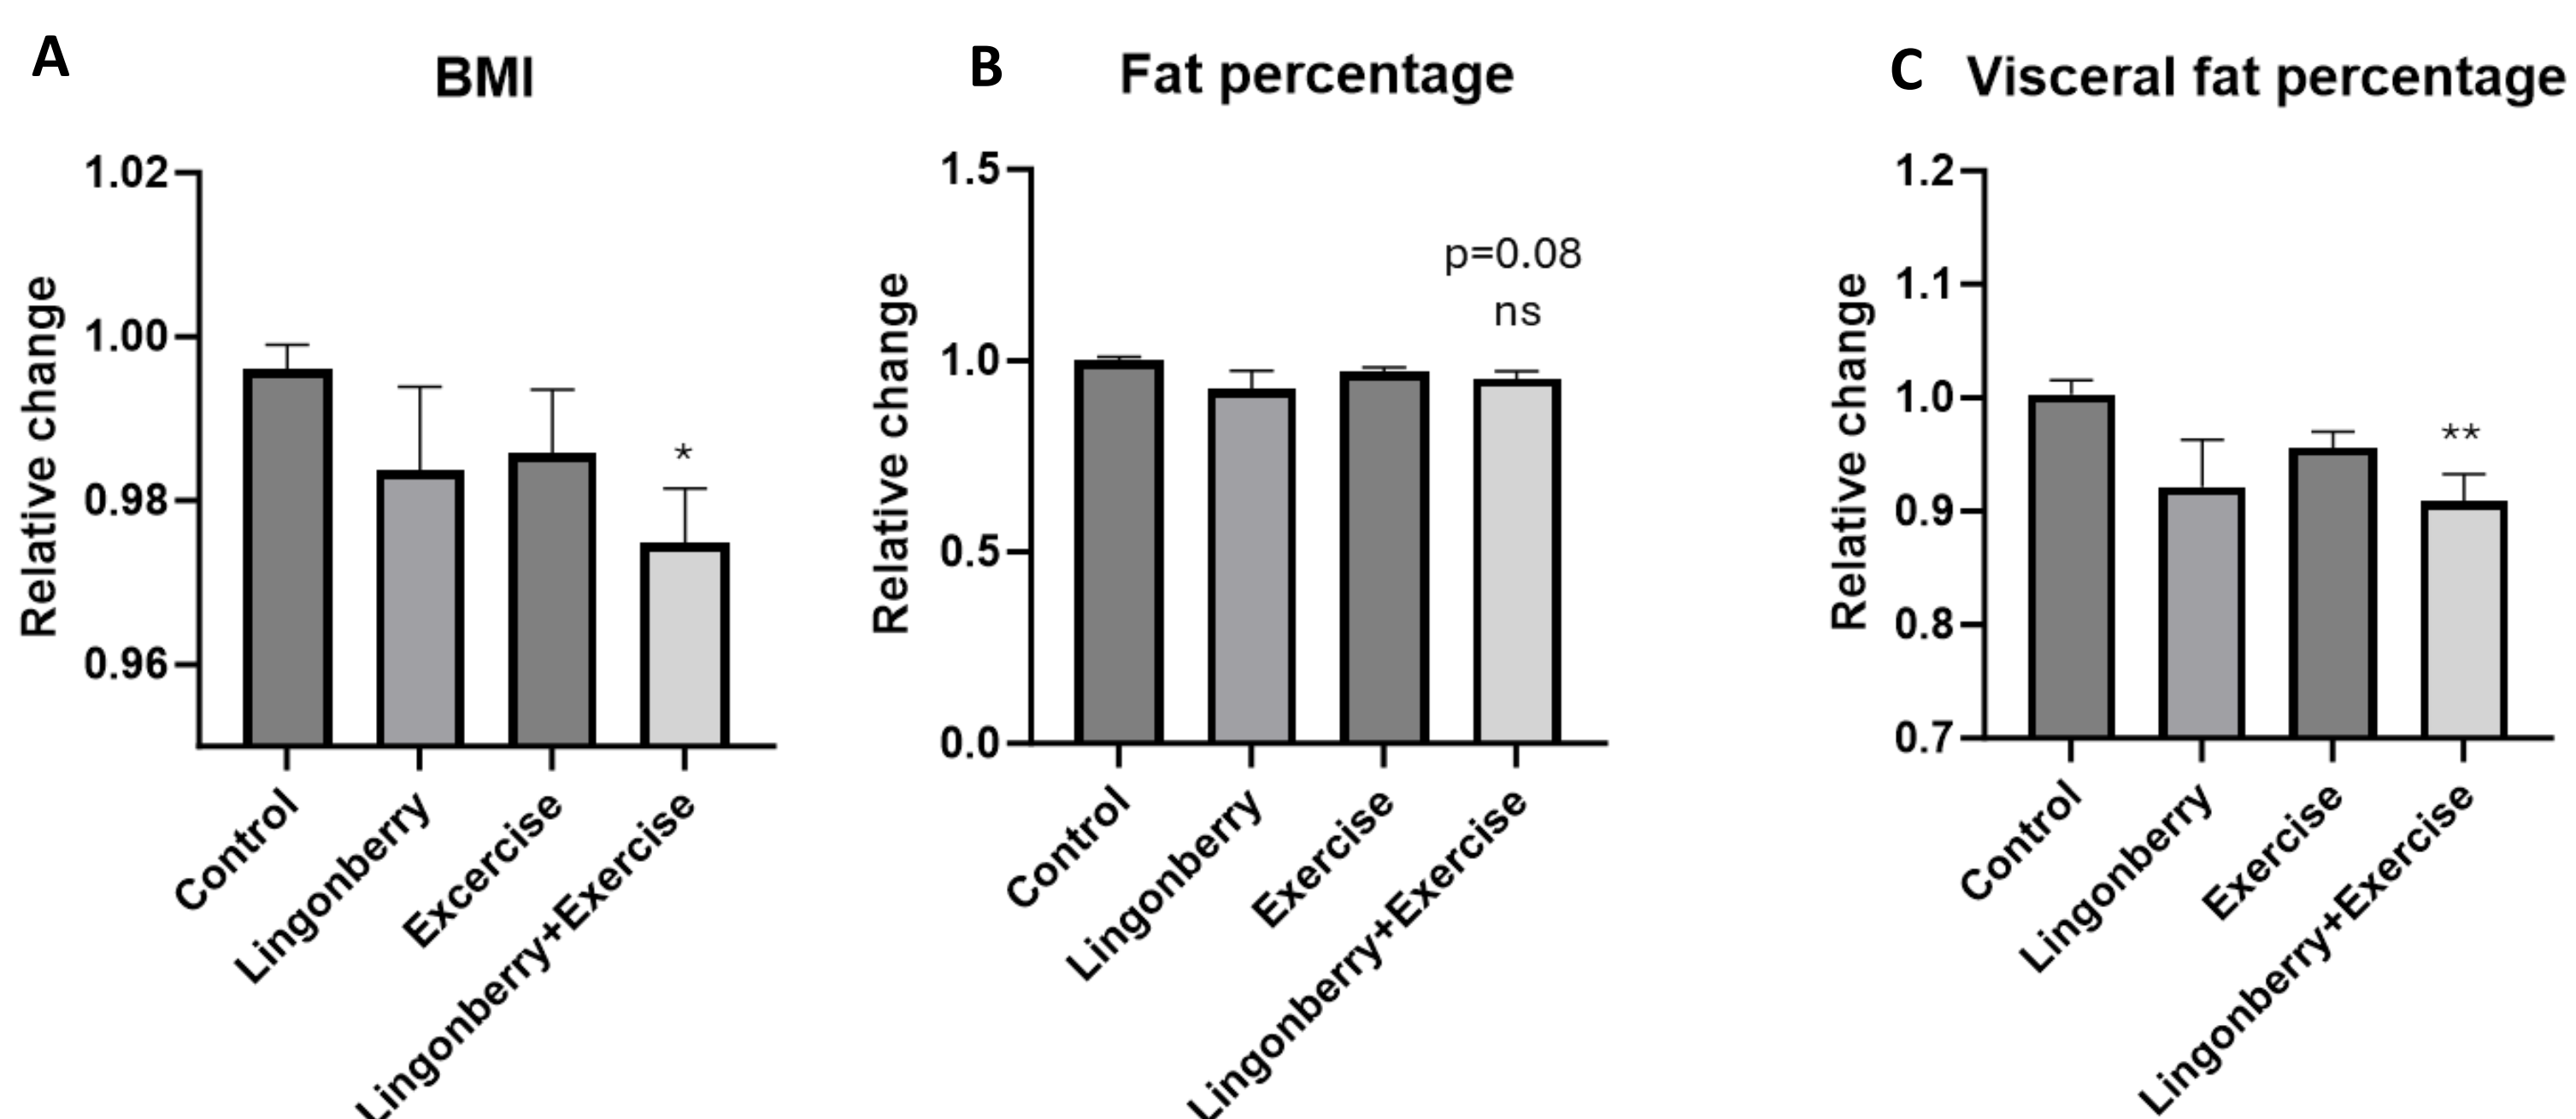 A
BMI
Relative change
1.02
1.00
0.98
0.96
*
Control
Lingonberry
Excercise
Lingonberry+Exercise
B
Fat percentage
Relative change
1.5
1.0
0.5
0.0
p=0.08
ns
Control
Lingonberry
Exercise
Lingonberry+Exercise
C
Visceral fat percentage
Relative change
1.2
1.1
1.0
0.9
0.8
0.7
**
Control
Lingonberry
Exercise
Lingonberry+Exercise